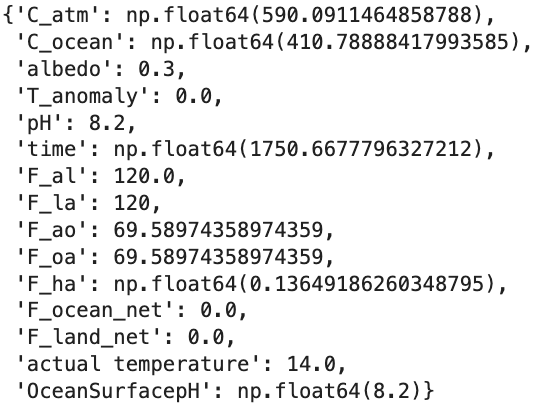 {'C_atm': np.float64(590.0911464858788),
'C_ocean': np.float64(410.78888417993585),
'albedo': 0.3,
'T_anomaly': 0.0,
'pH': 8.2,
'time': np.float64(1750.6677796327212),
'F_al': 120.0,
'F_la': 120,
'F_ao': 69.58974358974359,
'F_oa': 69.58974358974359,
'F_ha': np.float64(0.13649186260348795),
'F_ocean_net': 0.0,
'F_land_net': 0.0,
'actual temperature': 14.0,
'OceanSurfacepH': np.float64(8.2)}